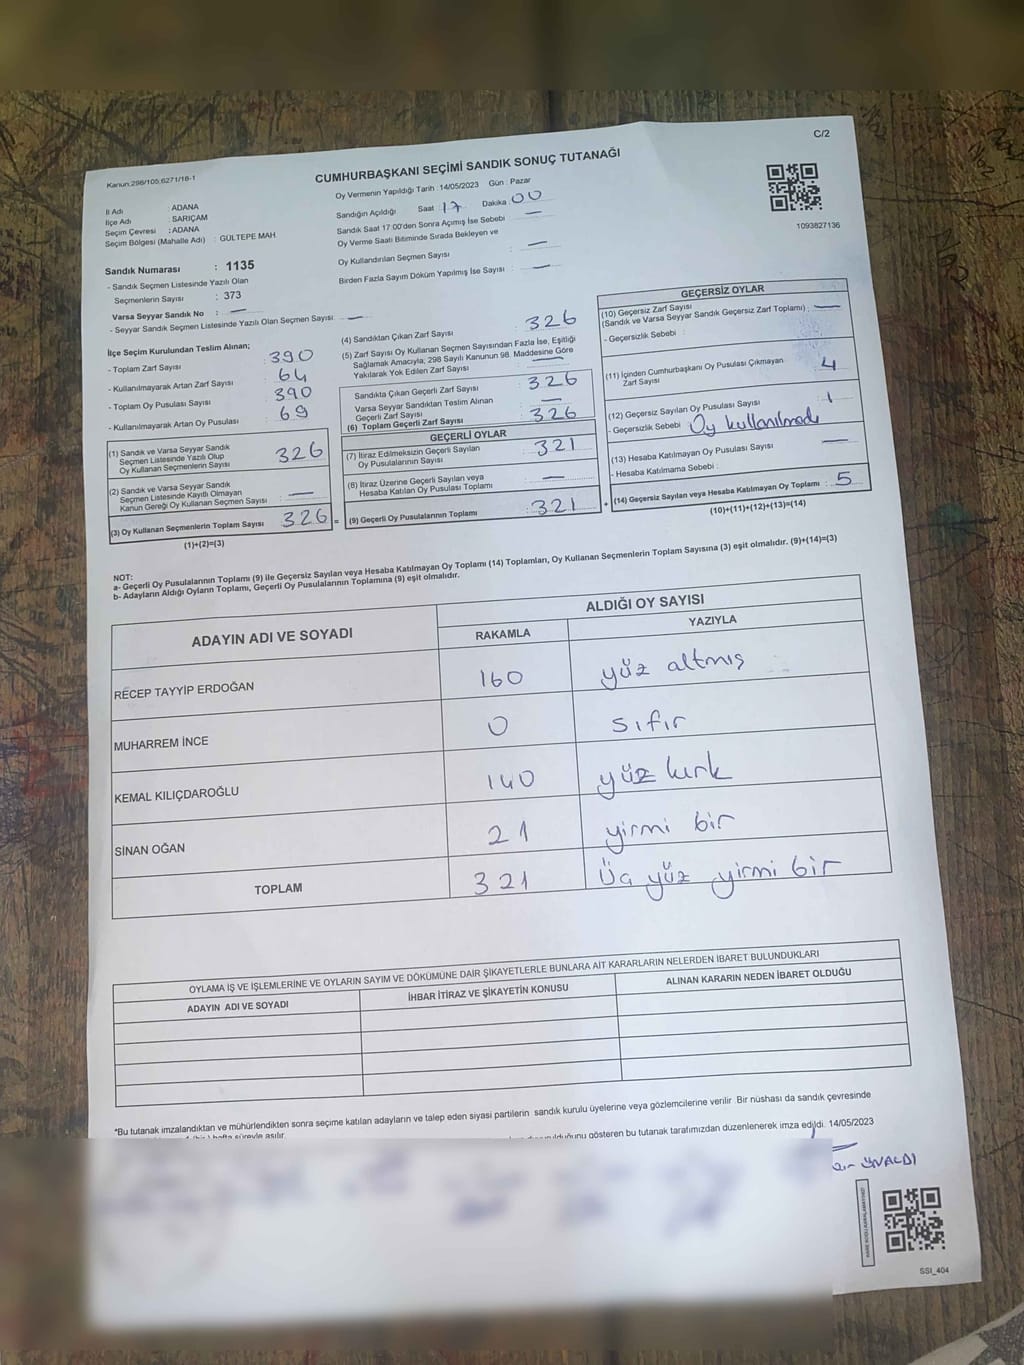 C/2
Kanun:298/105,6271/18-1
CUMHURBAŞKANI SEÇİMİ SANDIK SONUÇ TUTANAĞI
Oy Vermenin Yapıldığı Tarih :14/05/2023 Gün : Pazar
İl Adı : ADANA
İlçe Adı : SARIÇAM
Seçim Çevresi : ADANA
Seçim Bölgesi (Mahalle Adı) : GÜLTEPE MAH.
Sandığın Açıldığı Saat : 17 Dakika : 00
Sandık Saat 17:00'den Sonra Açımış İse Sebebi : —
Oy Verme Saati Bitiminde Sırada Bekleyen ve
Oy Kullandırılan Seçmen Sayısı : —
Birden Fazla Sayım Döküm Yapılmış İse Sayısı : —
1093827136
Sandık Numarası : 1135
- Sandık Seçmen Listesinde Yazılı Olan
Seçmenlerin Sayısı : 373
Varsa Seyyar Sandık No : —
- Seyyar Sandık Seçmen Listesinde Yazılı Olan Seçmen Sayısı : —
İlçe Seçim Kurulundan Teslim Alınan;
- Toplam Zarf Sayısı : 390
- Kullanılmayarak Artan Zarf Sayısı : 64
- Toplam Oy Pusulası Sayısı : 390
- Kullanılmayarak Artan Oy Pusulası : 69
(1) Sandık ve Varsa Seyyar Sandık
Seçmen Listesinde Yazılı Olup
Oy Kullanan Seçmenlerin Sayısı : 326
(2) Sandık ve Varsa Seyyar Sandık
Seçmen Listesinde Kayıtlı Olmayan
Kanun Gereği Oy Kullanan Seçmen Sayısı : —
(3) Oy Kullanan Seçmenlerin Toplam Sayısı : 326 =
(1)+(2)=(3)
(4) Sandıktan Çıkan Zarf Sayısı : 326
(5) Zarf Sayısı Oy Kullanan Seçmen Sayısından Fazla İse, Eşitliği
Sağlamak Amacıyla, 298 Sayılı Kanunun 98. Maddesine Göre
Yakılarak Yok Edilen Zarf Sayısı : —
Sandıkta Çıkan Geçerli Zarf Sayısı : 326
Varsa Seyyar Sandıktan Teslim Alınan
Geçerli Zarf Sayısı : —
(6) Toplam Geçerli Zarf Sayısı : 326
GEÇERLİ OYLAR
(7) İtiraz Edilmeksizin Geçerli Sayılan
Oy Pusulalarının Sayısı : 321
(8) İtiraz Üzerine Geçerli Sayılan veya
Hesaba Katılan Oy Pusulası Toplamı : —
(9) Geçerli Oy Pusulalarının Toplamı : 321 +
GEÇERSİZ OYLAR
(10) Geçersiz Zarf Sayısı
(Sandık ve Varsa Seyyar Sandık Geçersiz Zarf Toplamı) : —
- Geçersizlik Sebebi :
(11) İçinden Cumhurbaşkanı Oy Pusulası Çıkmayan
Zarf Sayısı : 4
(12) Geçersiz Sayılan Oy Pusulası Sayısı : 1
- Geçersizlik Sebebi : Oy kullanılmadı
(13) Hesaba Katılmayan Oy Pusulası Sayısı : —
- Hesaba Katılmama Sebebi :
(14) Geçersiz Sayılan veya Hesaba Katılmayan Oy Toplamı : 5
(10)+(11)+(12)+(13)=(14)
NOT:
a- Geçerli Oy Pusulalarının Toplamı (9) ile Geçersiz Sayılan veya Hesaba Katılmayan Oy Toplamı (14) Toplamları, Oy Kullanan Seçmenlerin Toplam Sayısına (3) eşit olmalıdır. (9)+(14)=(3)
b- Adayların Aldığı Oyların Toplamı, Geçerli Oy Pusulalarının Toplamına (9) eşit olmalıdır.
ADAYIN ADI VE SOYADI ALDIĞI OY SAYISI
RAKAMLA YAZIYLA
RECEP TAYYİP ERDOĞAN 160 yüz altmış
MUHARREM İNCE 0 sıfır
KEMAL KILIÇDAROĞLU 140 yüz kırk
SİNAN OĞAN 21 yirmi bir
TOPLAM 321 Üç yüz yirmi bir
OYLAMA İŞ VE İŞLEMLERİNE VE OYLARIN SAYIM VE DÖKÜMÜNE DAİR ŞİKAYETLERLE BUNLARA AİT KARARLARIN NELERDEN İBARET BULUNDUKLARI
ADAYIN ADI VE SOYADI İHBAR İTİRAZ VE ŞİKAYETİN KONUSU ALINAN KARARIN NEDEN İBARET OLDUĞU
*Bu tutanak imzalandıktan ve mühürlendikten sonra seçime katılan adayların ve talep eden siyasi partilerin sandık kurulu üyelerine veya gözlemcilerine verilir. Bir nüshası da sandık çevresinde
hafta süreyle asılır.
gösteren bu tutanak tarafımızdan düzenlenerek imza edildi. 14/05/2023
ÜNALDI
SSI_404